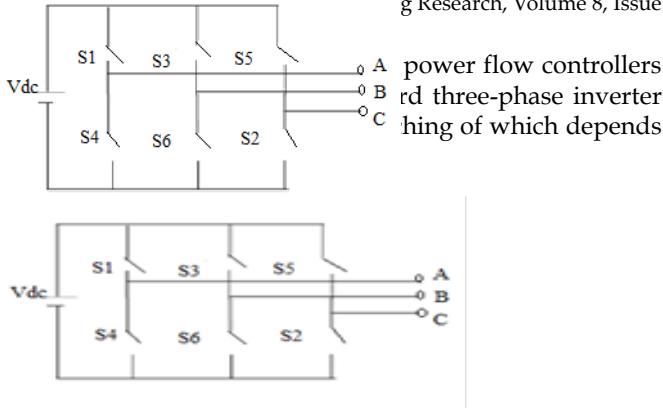 g Research, Volume 8, Issue
S1 S3 S5
A power flow controllers
Vdc
B rd three-phase inverter
C hing of which depends
S4 S6 S2
S1 S3 S5
A
Vdc
B
C
S4 S6 S2